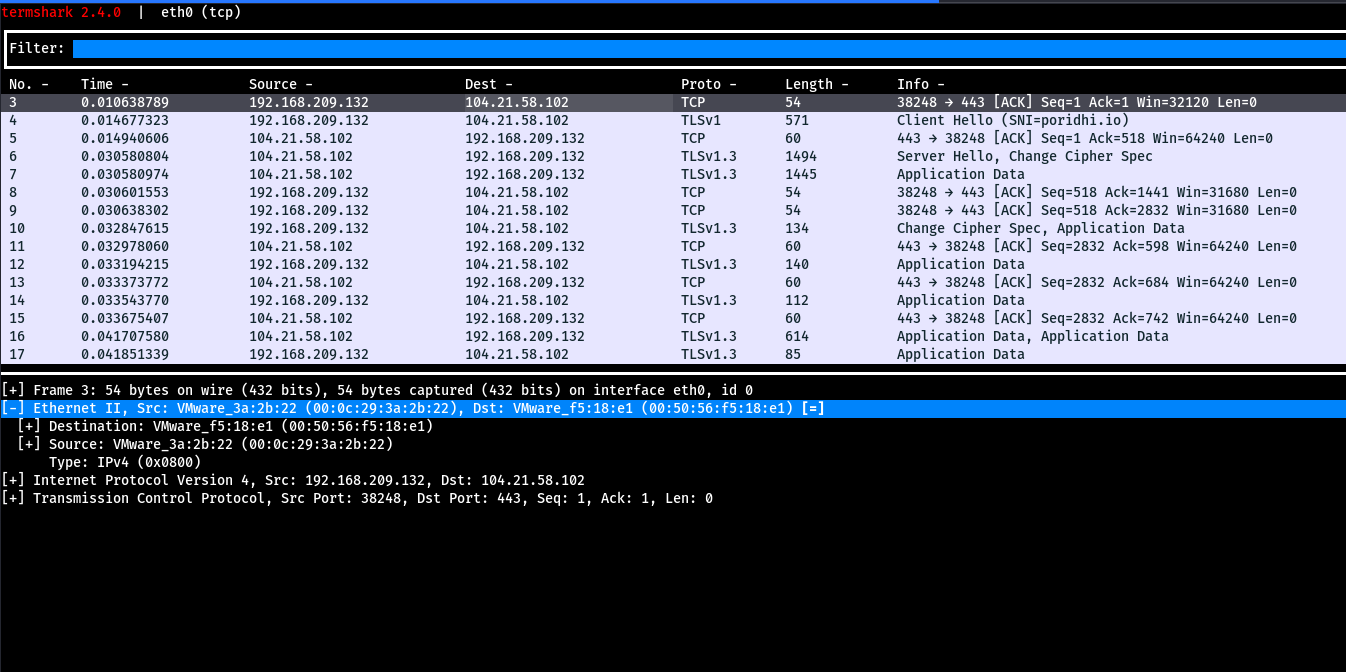 termshark 2.4.0 | eth0 (tcp)
Filter:
No. - Time - Source - Dest - Proto - Length - Info -
3 0.010638789 192.168.209.132 104.21.58.102 TCP 54 38248 → 443 [ACK] Seq=1 Ack=1 Win=32120 Len=0
4 0.014677323 192.168.209.132 104.21.58.102 TLSv1 571 Client Hello (SNI=poridhi.io)
5 0.014940606 104.21.58.102 192.168.209.132 TCP 60 443 → 38248 [ACK] Seq=1 Ack=518 Win=64240 Len=0
6 0.030580804 104.21.58.102 192.168.209.132 TLSv1.3 1494 Server Hello, Change Cipher Spec
7 0.030580974 104.21.58.102 192.168.209.132 TLSv1.3 1445 Application Data
8 0.030601553 192.168.209.132 104.21.58.102 TCP 54 38248 → 443 [ACK] Seq=518 Ack=1441 Win=31680 Len=0
9 0.030638302 192.168.209.132 104.21.58.102 TCP 54 38248 → 443 [ACK] Seq=518 Ack=2832 Win=31680 Len=0
10 0.032847615 192.168.209.132 104.21.58.102 TLSv1.3 134 Change Cipher Spec, Application Data
11 0.032978060 104.21.58.102 192.168.209.132 TCP 60 443 → 38248 [ACK] Seq=2832 Ack=598 Win=64240 Len=0
12 0.033194215 192.168.209.132 104.21.58.102 TLSv1.3 140 Application Data
13 0.033373772 104.21.58.102 192.168.209.132 TCP 60 443 → 38248 [ACK] Seq=2832 Ack=684 Win=64240 Len=0
14 0.033543770 192.168.209.132 104.21.58.102 TLSv1.3 112 Application Data
15 0.033675407 104.21.58.102 192.168.209.132 TCP 60 443 → 38248 [ACK] Seq=2832 Ack=742 Win=64240 Len=0
16 0.041707580 104.21.58.102 192.168.209.132 TLSv1.3 614 Application Data, Application Data
17 0.041851339 192.168.209.132 104.21.58.102 TLSv1.3 85 Application Data
[+] Frame 3: 54 bytes on wire (432 bits), 54 bytes captured (432 bits) on interface eth0, id 0
[-] Ethernet II, Src: VMware_3a:2b:22 (00:0c:29:3a:2b:22), Dst: VMware_f5:18:e1 (00:50:56:f5:18:e1) [=]
[+] Destination: VMware_f5:18:e1 (00:50:56:f5:18:e1)
[+] Source: VMware_3a:2b:22 (00:0c:29:3a:2b:22)
Type: IPv4 (0x0800)
[+] Internet Protocol Version 4, Src: 192.168.209.132, Dst: 104.21.58.102
[+] Transmission Control Protocol, Src Port: 38248, Dst Port: 443, Seq: 1, Ack: 1, Len: 0